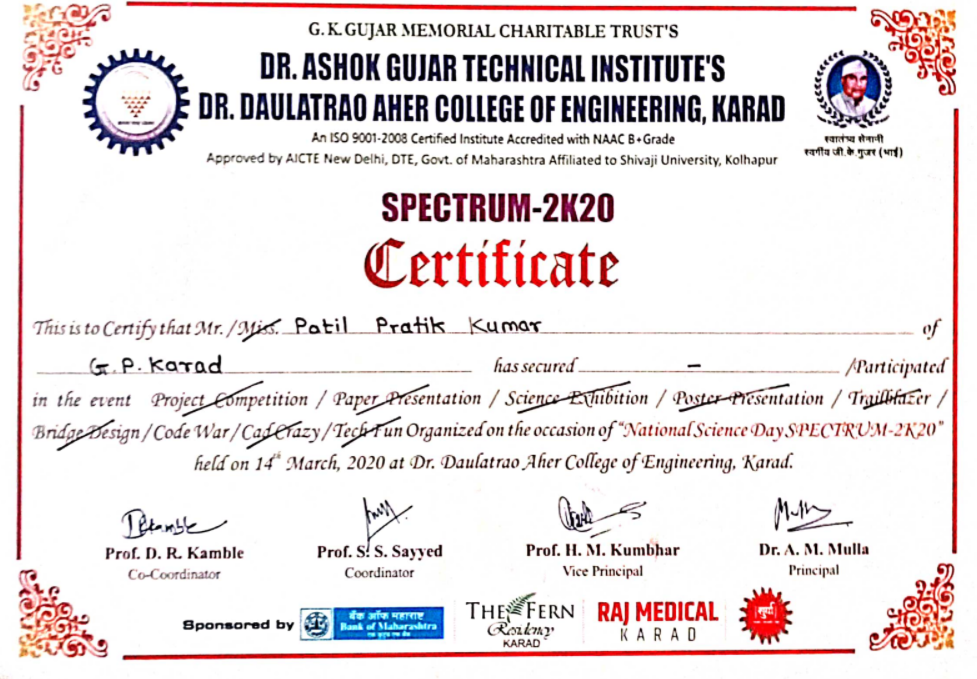 G. K. GUJAR MEMORIAL CHARITABLE TRUST'S
DR. ASHOK GUJAR TECHNICAL INSTITUTE'S
DR. DAULATRAO AHER COLLEGE OF ENGINEERING, KARAD
An ISO 9001-2008 Certified Institute Accredited with NAAC B+Grade
Approved by AICTE New Delhi, DTE, Govt. of Maharashtra Affiliated to Shivaji University, Kolhapur
स्वातंत्र्य सेनानी
स्वर्गीय जी.के.गुजर (भाई)
SPECTRUM-2K20
Certificate
This is to Certify that Mr. /Miss. Patil Pratik Kumar of
G. P. Karad has secured – /Participated
in the event Project Competition / Paper Presentation / Science Exhibition / Poster Presentation / Trailblazer /
Bridge Design / Code War / Cad Crazy / Tech Fun Organized on the occasion of "National Science Day SPECTRUM-2K20"
held on 14th March, 2020 at Dr. Daulatrao Aher College of Engineering, Karad.
Prof. D. R. Kamble Prof. S. S. Sayyed Prof. H. M. Kumbhar Dr. A. M. Mulla
Co-Coordinator Coordinator Vice Principal Principal
Sponsored by
बैंक ऑफ महाराष्ट्र
Bank of Maharashtra
THE FERN
Residency
KARAD
RAJ MEDICAL
KARAD